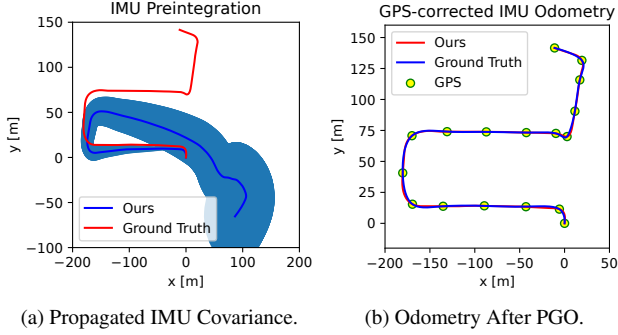 IMU Preintegration
150
100
50
0
−50
−100
y [m]
Ours
Ground Truth
−200
−100
0
100
200
x [m]
(a) Propagated IMU Covariance.
GPS-corrected IMU Odometry
150
125
100
75
50
25
0
y [m]
Ours
Ground Truth
GPS
−200
−150
−100
−50
0
50
x [m]
(b) Odometry After PGO.